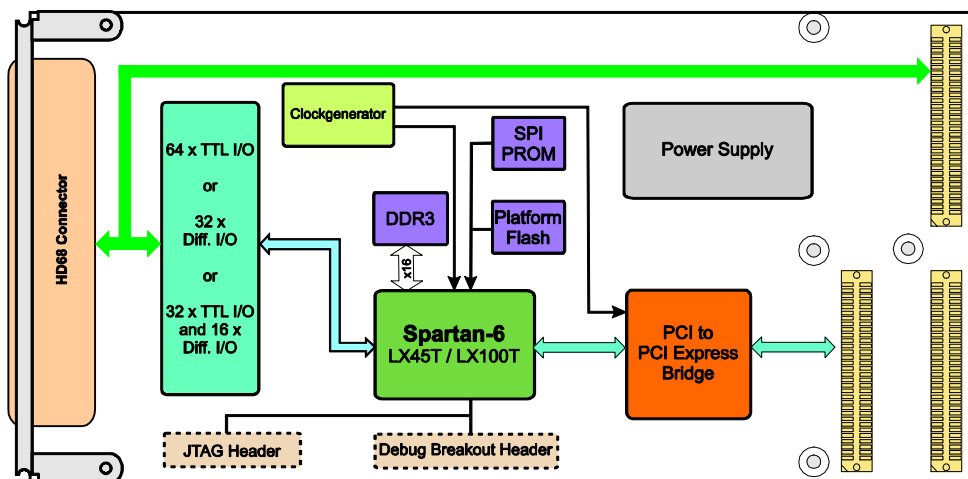 HD68 Connector
64 x TTL I/O
or
32 x
Diff. I/O
or
32 x TTL I/O
and 16 x
Diff. I/O
Clockgenerator
SPI
PROM
DDR3
Platform
Flash
x16
Power Supply
Spartan-6
LX45T / LX100T
PCI to
PCI Express
Bridge
JTAG Header
Debug Breakout Header